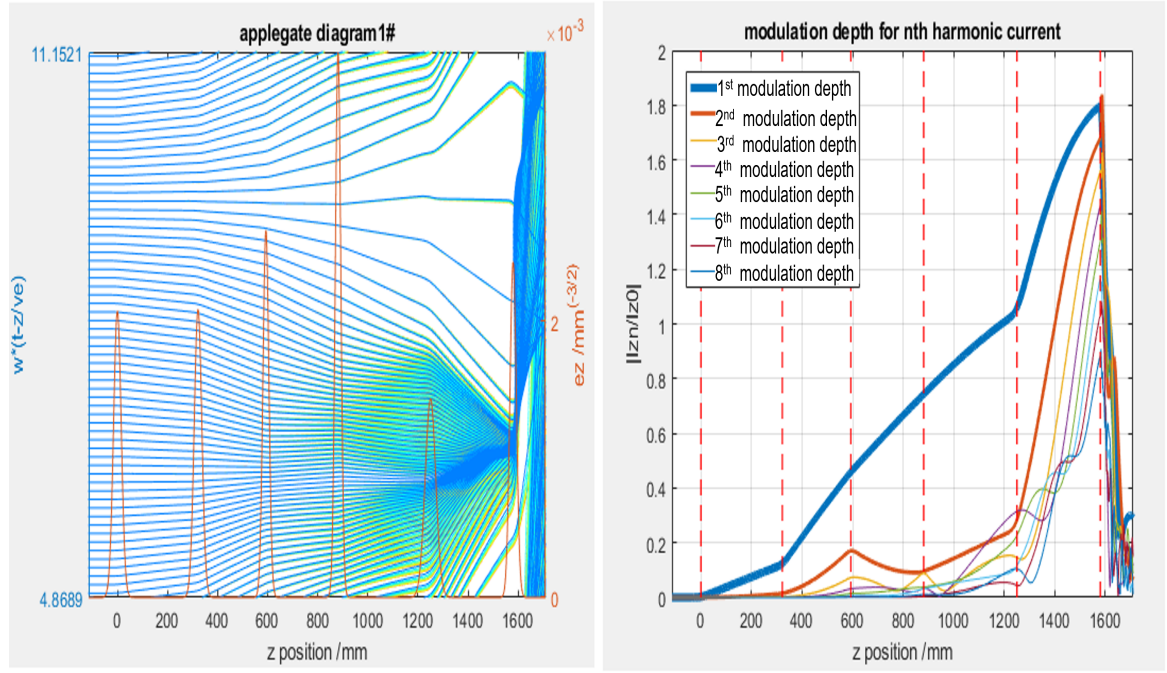 applegate diagram1#
×10⁻³
11.1521
4.8689
w*(t-z/ve)
2
0
ez /mm^(-3/2)
0 200 400 600 800 1000 1200 1400 1600
z position /mm
modulation depth for nth harmonic current
2
1.8
1.6
1.4
1.2
1
0.8
0.6
0.4
0.2
0
|Izn/Iz0|
1st modulation depth
2nd modulation depth
3rd modulation depth
4th modulation depth
5th modulation depth
6th modulation depth
7th modulation depth
8th modulation depth
0 200 400 600 800 1000 1200 1400 1600
z position /mm